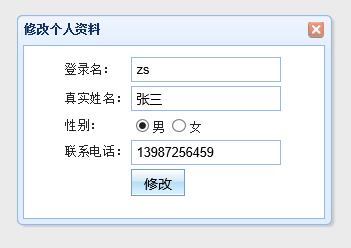 修改个人资料
登录名： zs
真实姓名： 张三
性别： 男 女
联系电话： 13987256459
修改